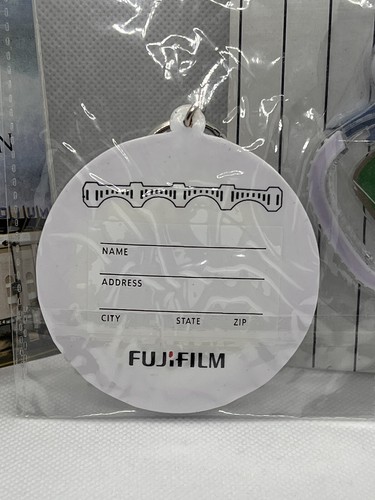 NAME
ADDRESS
CITY STATE ZIP
FUJIFILM